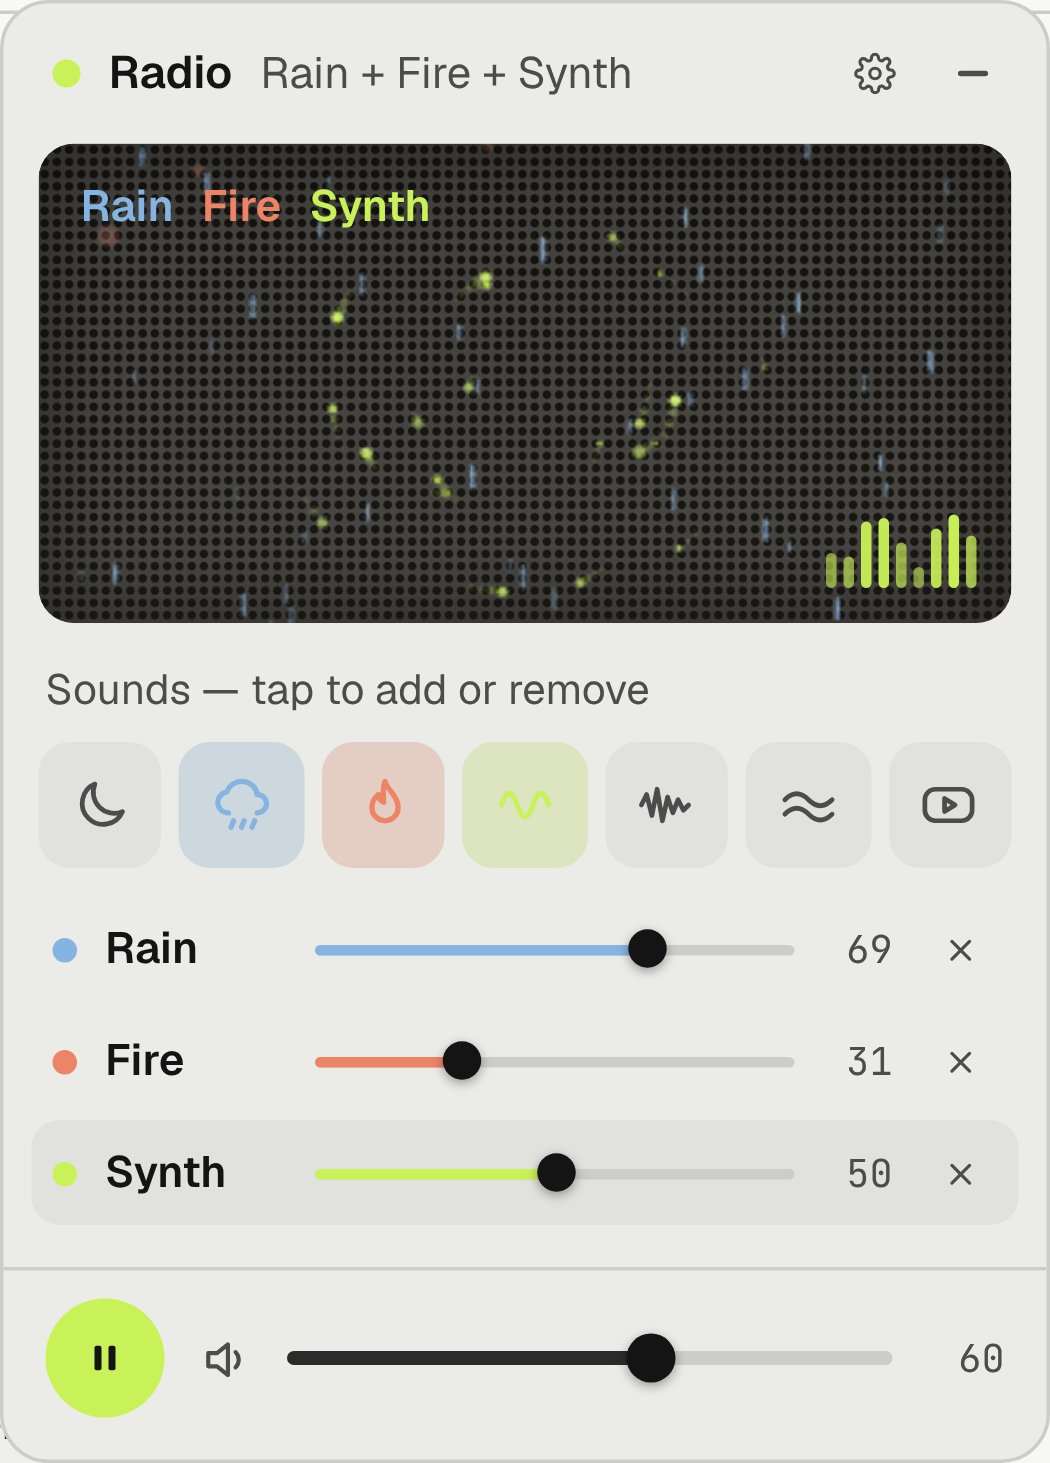 Radio Rain + Fire + Synth
Rain Fire Synth
Sounds — tap to add or remove
Rain 69
Fire 31
Synth 50
60